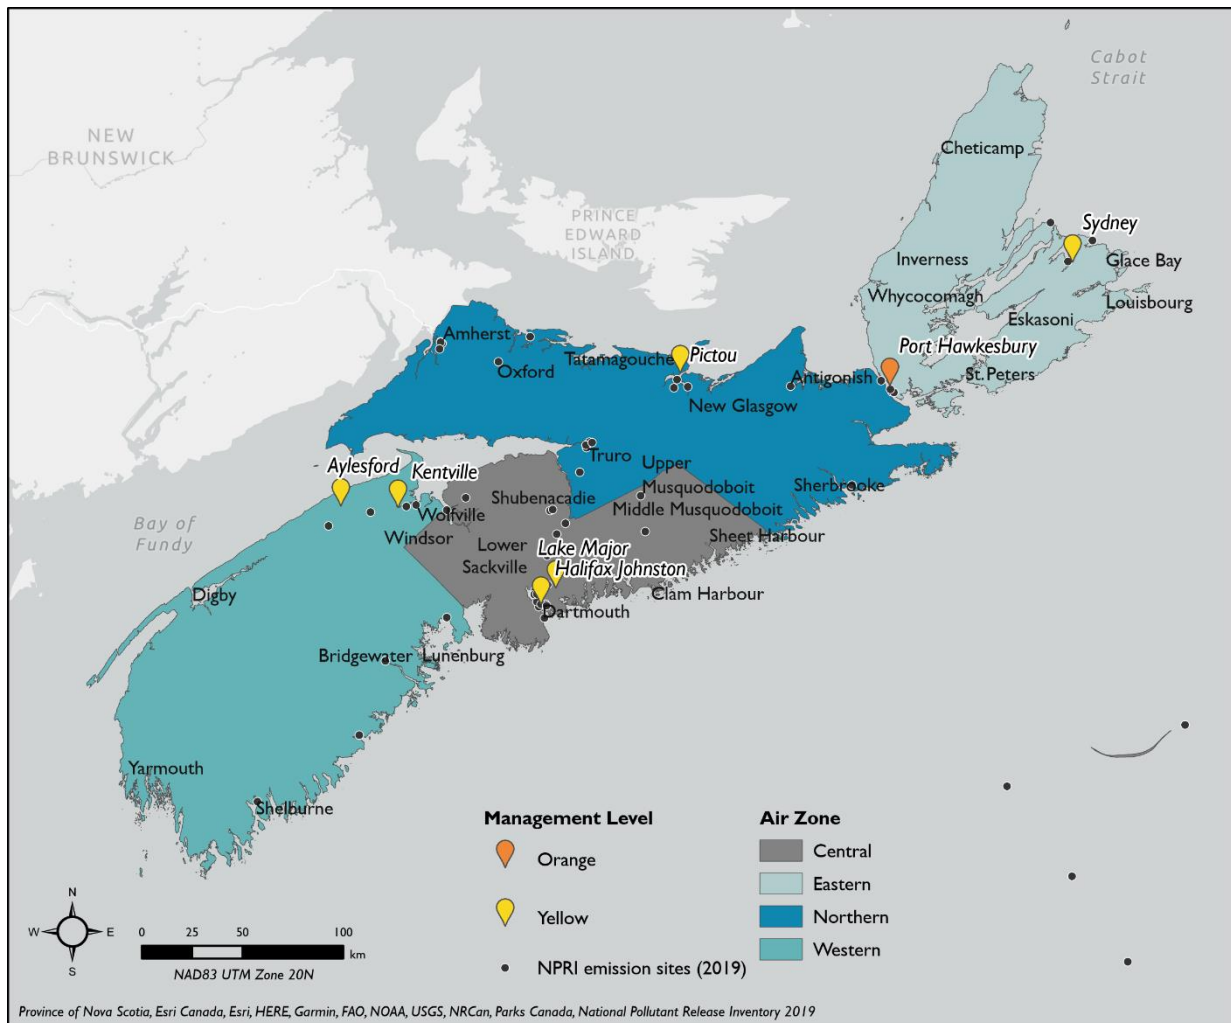 Cabot
Strait
NEW
BRUNSWICK
Cheticamp
PRINCE
EDWARD
ISLAND
Sydney
Inverness
Glace Bay
Whycocomagh
Louisbourg
Eskasoni
Amherst
Port Hawkesbury
Tatamagouche
Pictou
Oxford
Antigonish
St. Peters
New Glasgow
Truro
Upper
Musquodoboit
Aylesford
Kentville
Shubenacadie
Sherbrooke
Middle Musquodoboit
Wolfville
Bay of
Fundy
Windsor
Sheet Harbour
Lower
Sackville
Lake Major
Halifax Johnston
Digby
Clam Harbour
Dartmouth
Bridgewater
Lunenburg
Yarmouth
Shelburne
Management Level
Orange
Yellow
NPRI emission sites (2019)
Air Zone
Central
Eastern
Northern
Western
N
W
E
S
0 25 50 100
km
NAD83 UTM Zone 20N
Province of Nova Scotia, Esri Canada, Esri, HERE, Garmin, FAO, NOAA, USGS, NRCan, Parks Canada, National Pollutant Release Inventory 2019